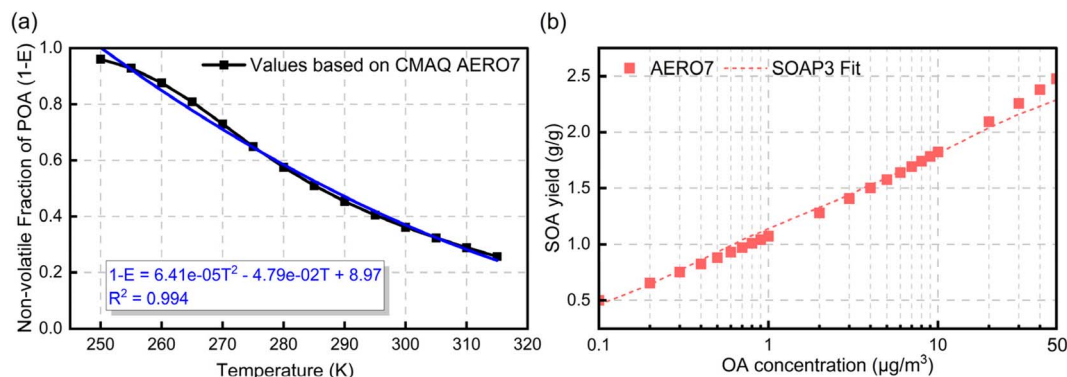 (a)
Non-volatile Fraction of POA (1-E)
1.0
0.8
0.6
0.4
0.2
0.0
Values based on CMAQ AERO7
1-E = 6.41e-05T² - 4.79e-02T + 8.97
R² = 0.994
250 260 270 280 290 300 310 320
Temperature (K)
(b)
SOA yield (g/g)
2.5
2.0
1.5
1.0
0.5
AERO7 SOAP3 Fit
0.1 1 10 50
OA concentration (μg/m³)